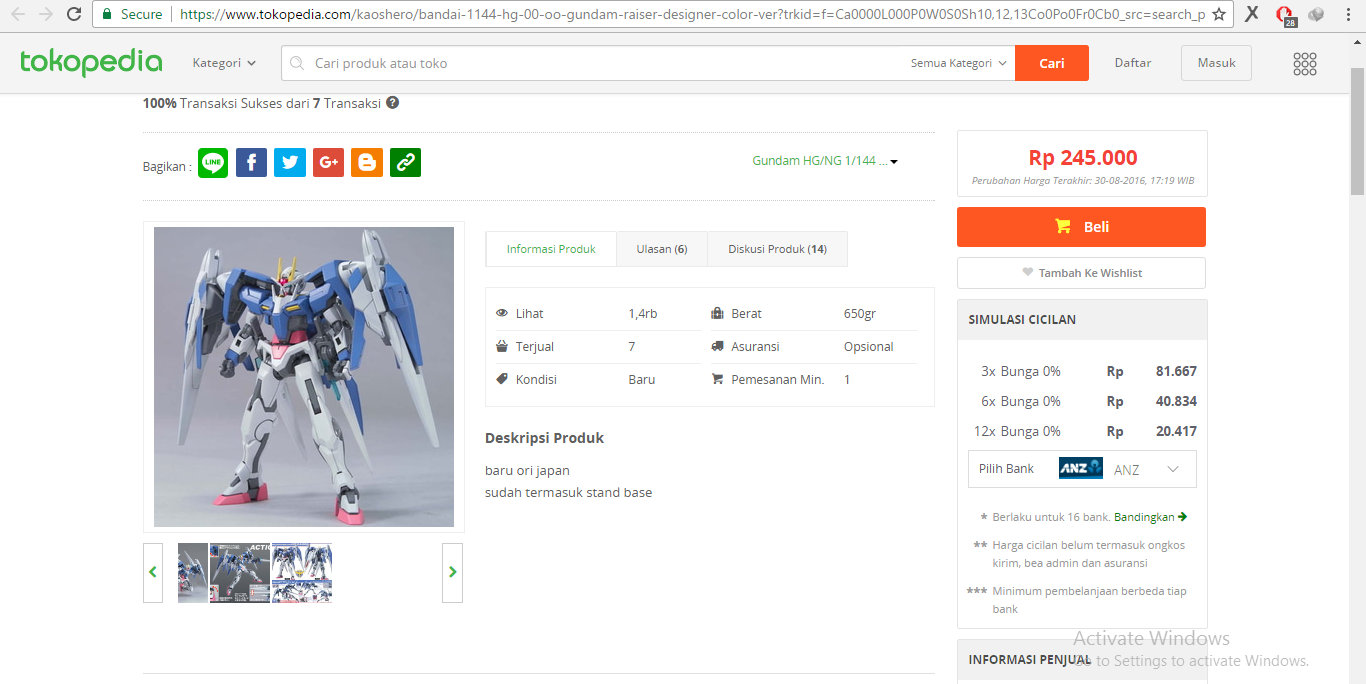 Secure
https://www.tokopedia.com/kaoshero/bandai-1144-hg-00-oo-gundam-raiser-designer-color-ver?trkid=f=Ca0000L000P0W0S0Sh10,12,13Co0Po0Fr0Cb0_src=search_p
28
tokopedia
Kategori
Cari produk atau toko
Semua Kategori
Cari
Daftar
Masuk
100% Transaksi Sukses dari 7 Transaksi ?
Bagikan :
LINE
Gundam HG/NG 1/144 ...
Rp 245.000
Perubahan Harga Terakhir: 30-08-2016, 17:19 WIB
Beli
Tambah Ke Wishlist
Informasi Produk
Ulasan (6)
Diskusi Produk (14)
Lihat 1,4rb
Berat 650gr
Terjual 7
Asuransi Opsional
Kondisi Baru
Pemesanan Min. 1
Deskripsi Produk
baru ori japan
sudah termasuk stand base
ACTI
SIMULASI CICILAN
3x Bunga 0% Rp 81.667
6x Bunga 0% Rp 40.834
12x Bunga 0% Rp 20.417
Pilih Bank ANZ ANZ
* Berlaku untuk 16 bank. Bandingkan
** Harga cicilan belum termasuk ongkos
kirim, bea admin dan asuransi
*** Minimum pembelanjaan berbeda tiap
bank
INFORMASI PENJUAL
Activate Windows
Go to Settings to activate Windows.